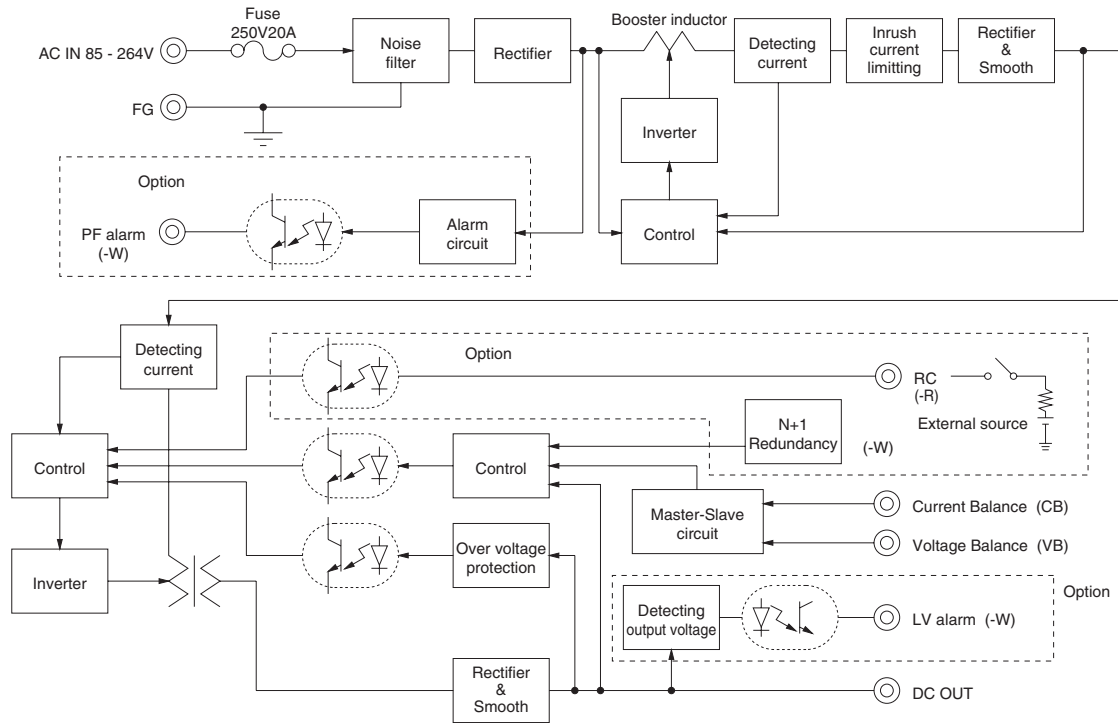 Fuse
250V20A
AC IN 85 - 264V
Noise
filter
Rectifier
Booster inductor
Detecting
current
Inrush
current
limitting
Rectifier
&
Smooth
FG
Inverter
Option
PF alarm
(-W)
Alarm
circuit
Control
Detecting
current
Option
RC
(-R)
External source
N+1
Redundancy
(-W)
Control
Control
Master-Slave
circuit
Current Balance (CB)
Voltage Balance (VB)
Inverter
Over voltage
protection
Option
Detecting
output voltage
LV alarm (-W)
Rectifier
&
Smooth
DC OUT